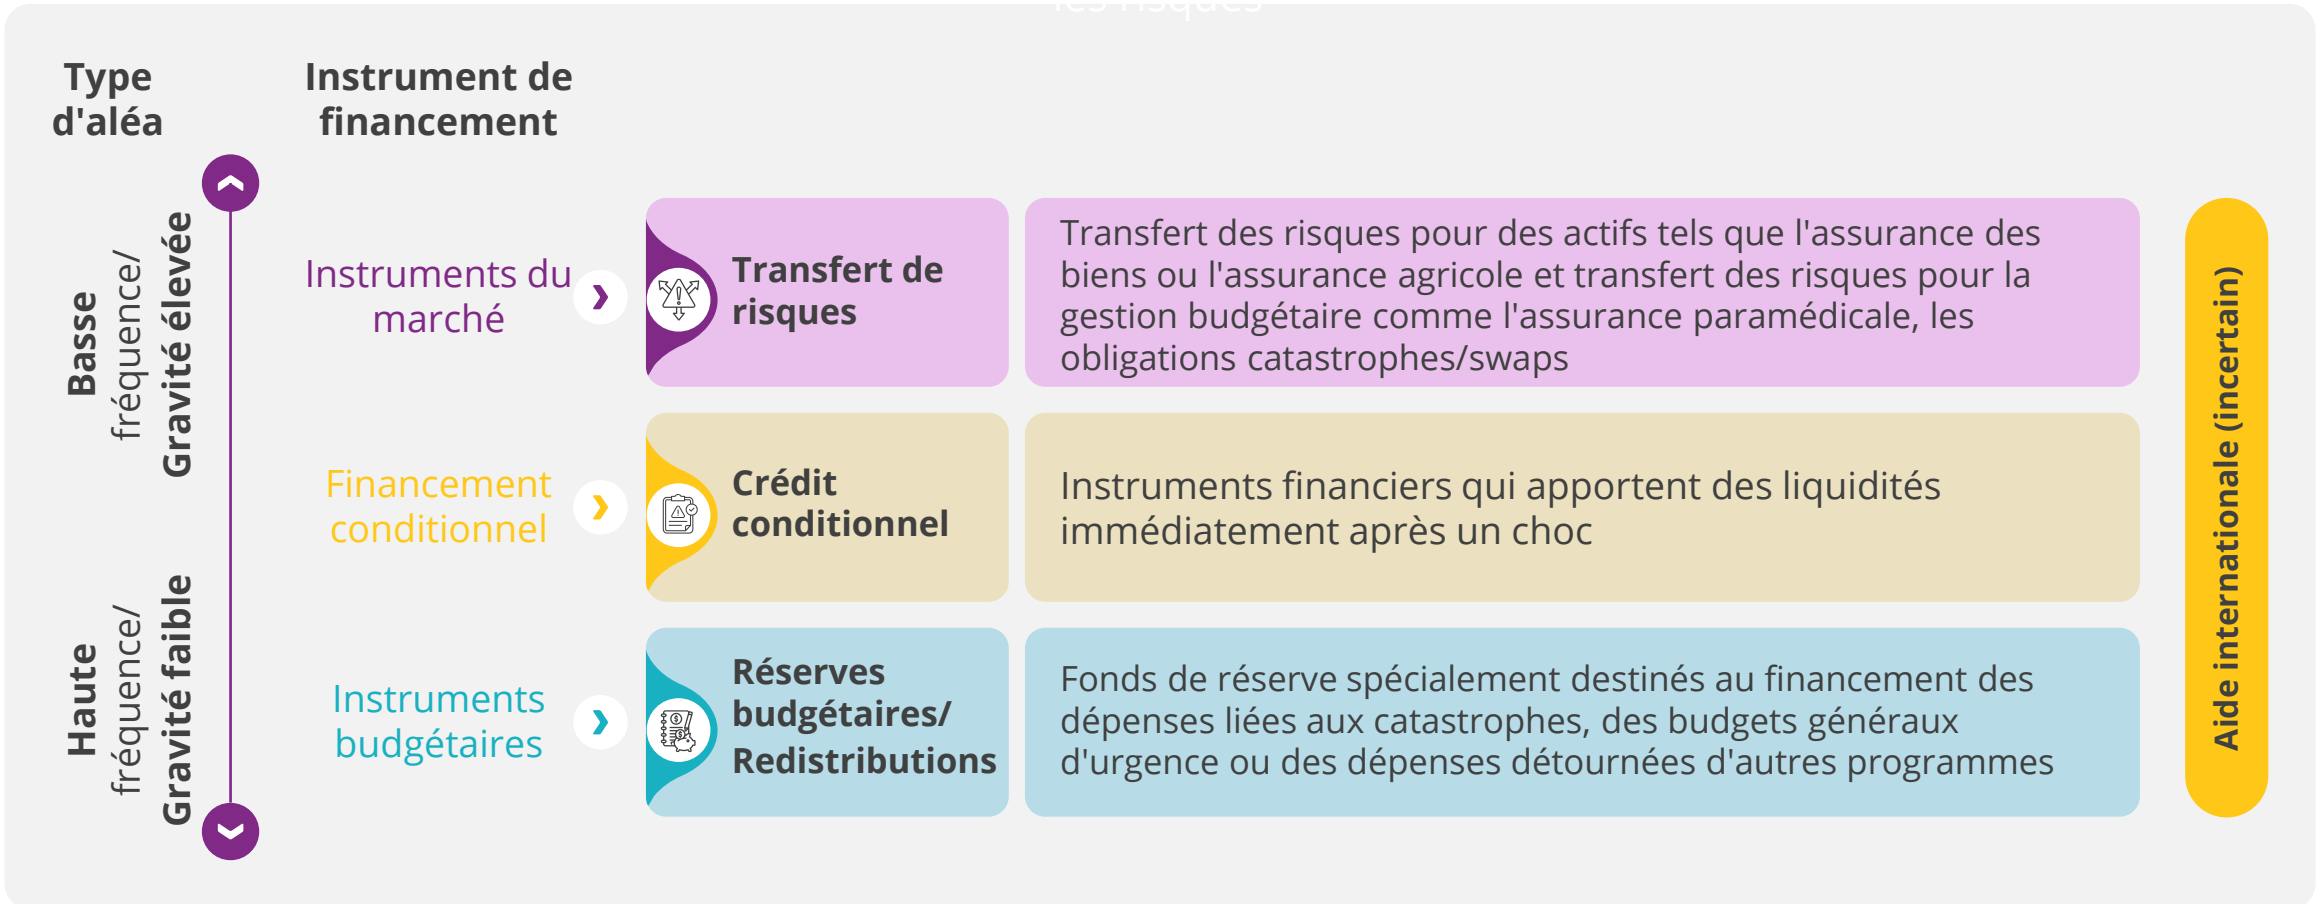 les risques
Type
d'aléa
Instrument de
financement
Basse
fréquence/
Gravité élevée
Haute
fréquence/
Gravité faible
Instruments du
marché
Transfert de
risques
Transfert des risques pour des actifs tels que l'assurance des
biens ou l'assurance agricole et transfert des risques pour la
gestion budgétaire comme l'assurance paramédicale, les
obligations catastrophes/swaps
Financement
conditionnel
Crédit
conditionnel
Instruments financiers qui apportent des liquidités
immédiatement après un choc
Instruments
budgétaires
Réserves
budgétaires/
Redistributions
Fonds de réserve spécialement destinés au financement des
dépenses liées aux catastrophes, des budgets généraux
d'urgence ou des dépenses détournées d'autres programmes
Aide internationale (incertain)